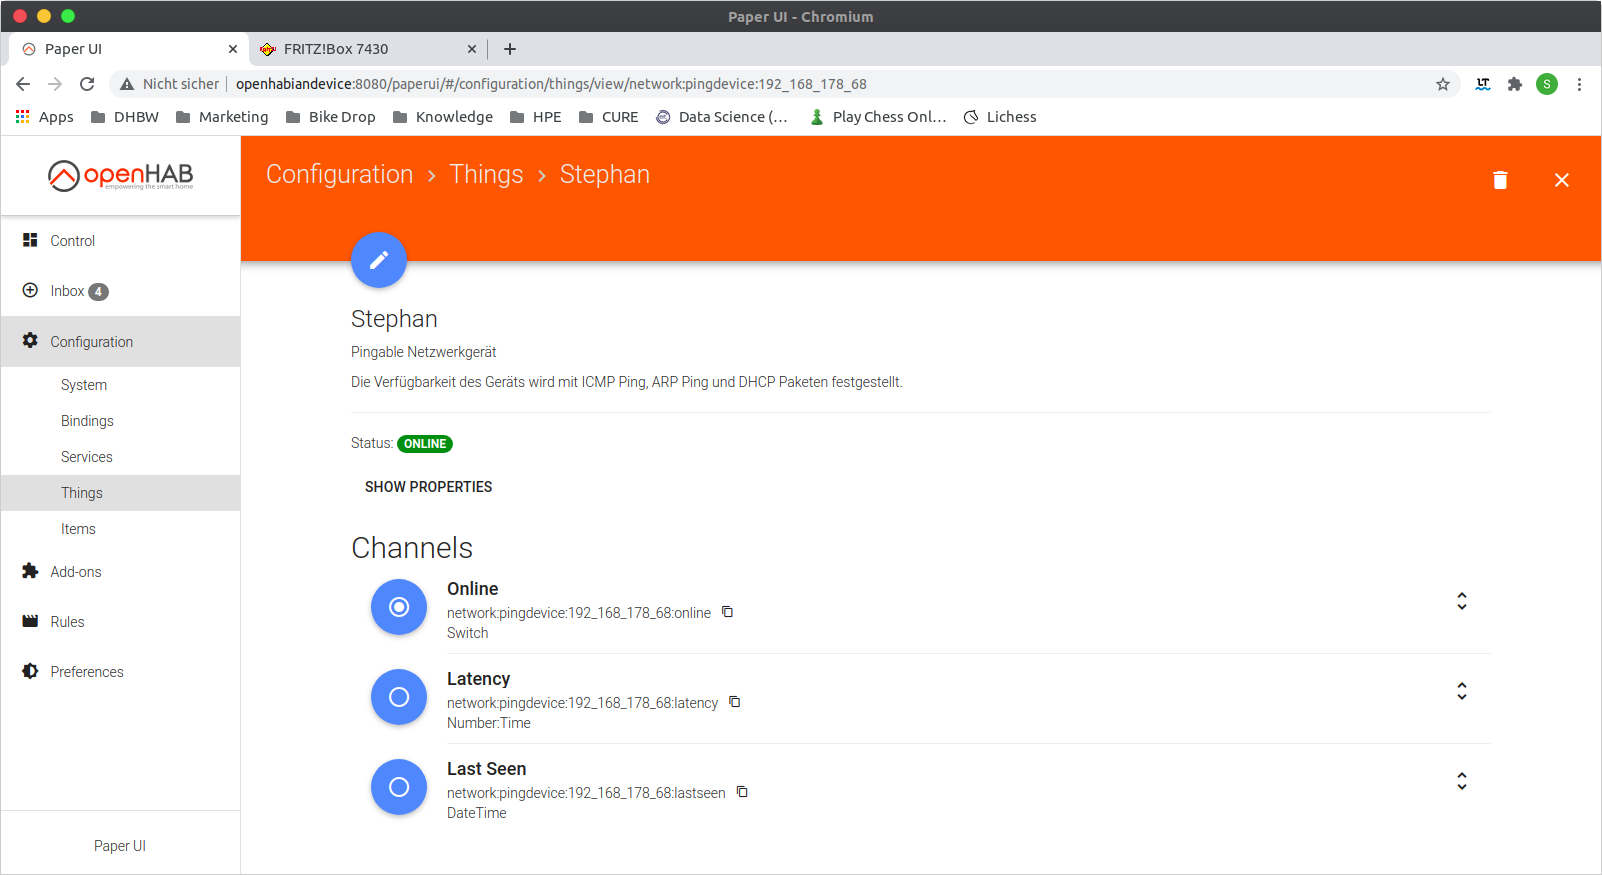 Paper UI - Chromium
Paper UI
FRITZ!Box 7430
Nicht sicher openhabiandevice:8080/paperui/#/configuration/things/view/network:pingdevice:192_168_178_68
S
Apps DHBW Marketing Bike Drop Knowledge HPE CURE Data Science (... Play Chess Onl... Lichess
openHAB
empowering the smart home
Configuration > Things > Stephan
Control
Inbox 4
Configuration
System
Bindings
Services
Things
Items
Add-ons
Rules
Preferences
Paper UI
Stephan
Pingable Netzwerkgerät
Die Verfügbarkeit des Geräts wird mit ICMP Ping, ARP Ping und DHCP Paketen festgestellt.
Status: ONLINE
SHOW PROPERTIES
Channels
Online
network:pingdevice:192_168_178_68:online
Switch
Latency
network:pingdevice:192_168_178_68:latency
Number:Time
Last Seen
network:pingdevice:192_168_178_68:lastseen
DateTime